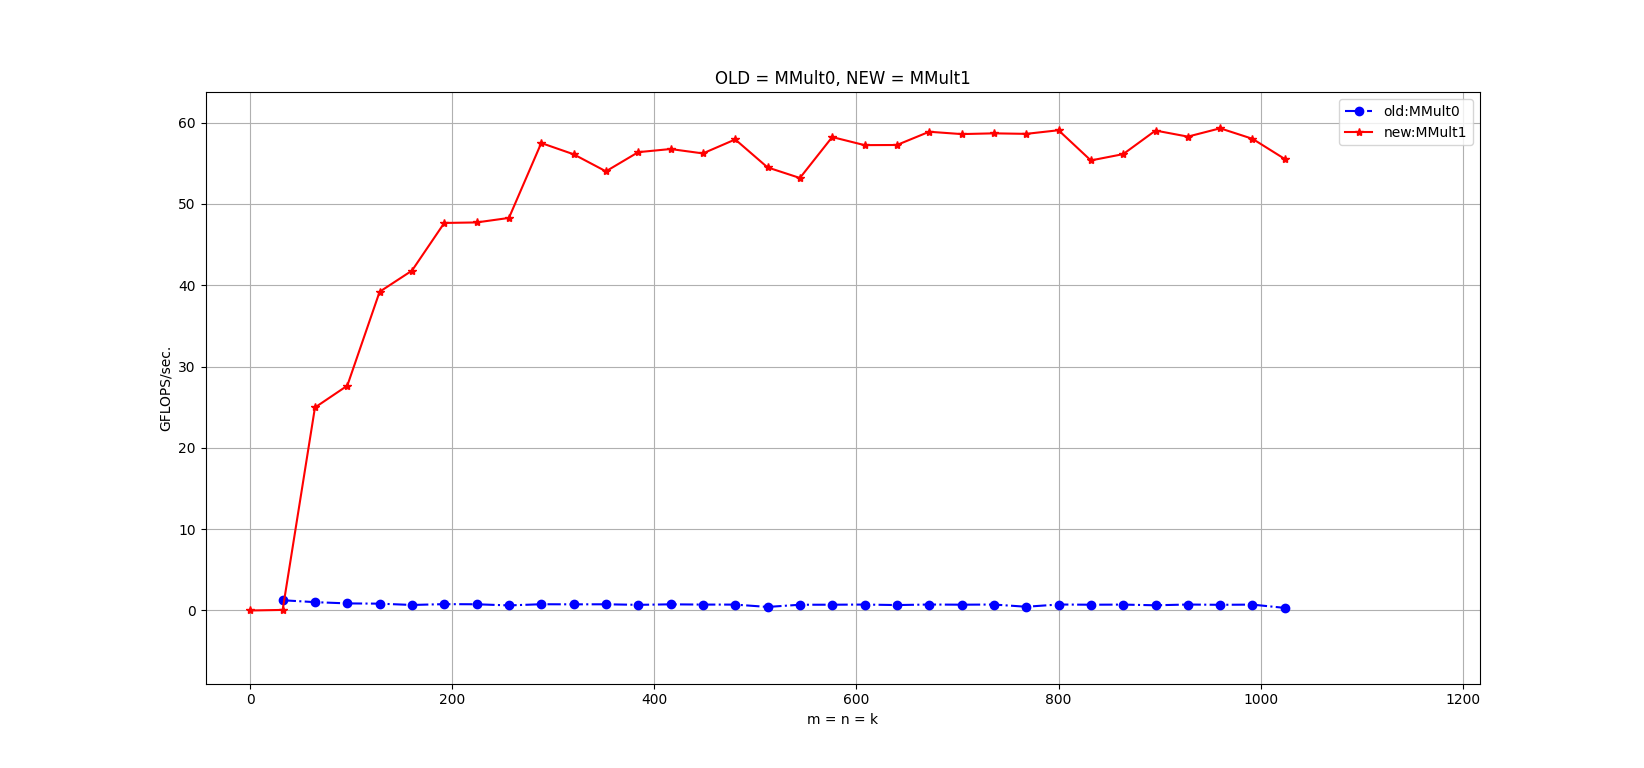 OLD = MMult0, NEW = MMult1
old:MMult0
new:MMult1
60
50
40
30
20
10
0
GFLOPS/sec.
0 200 400 600 800 1000 1200
m = n = k